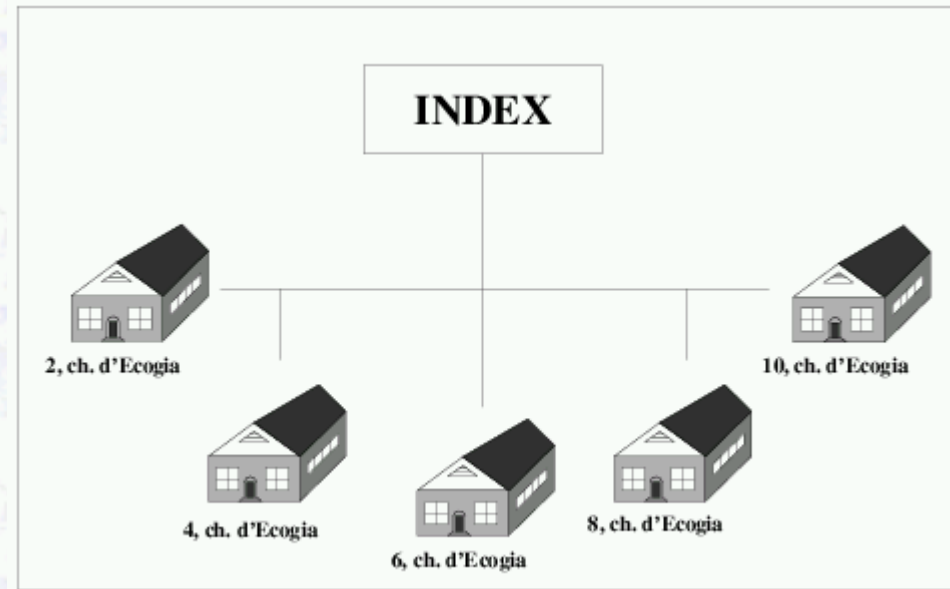 INDEX
2, ch. d'Ecogia
10, ch. d'Ecogia
4, ch. d'Ecogia
8, ch. d'Ecogia
6, ch. d'Ecogia